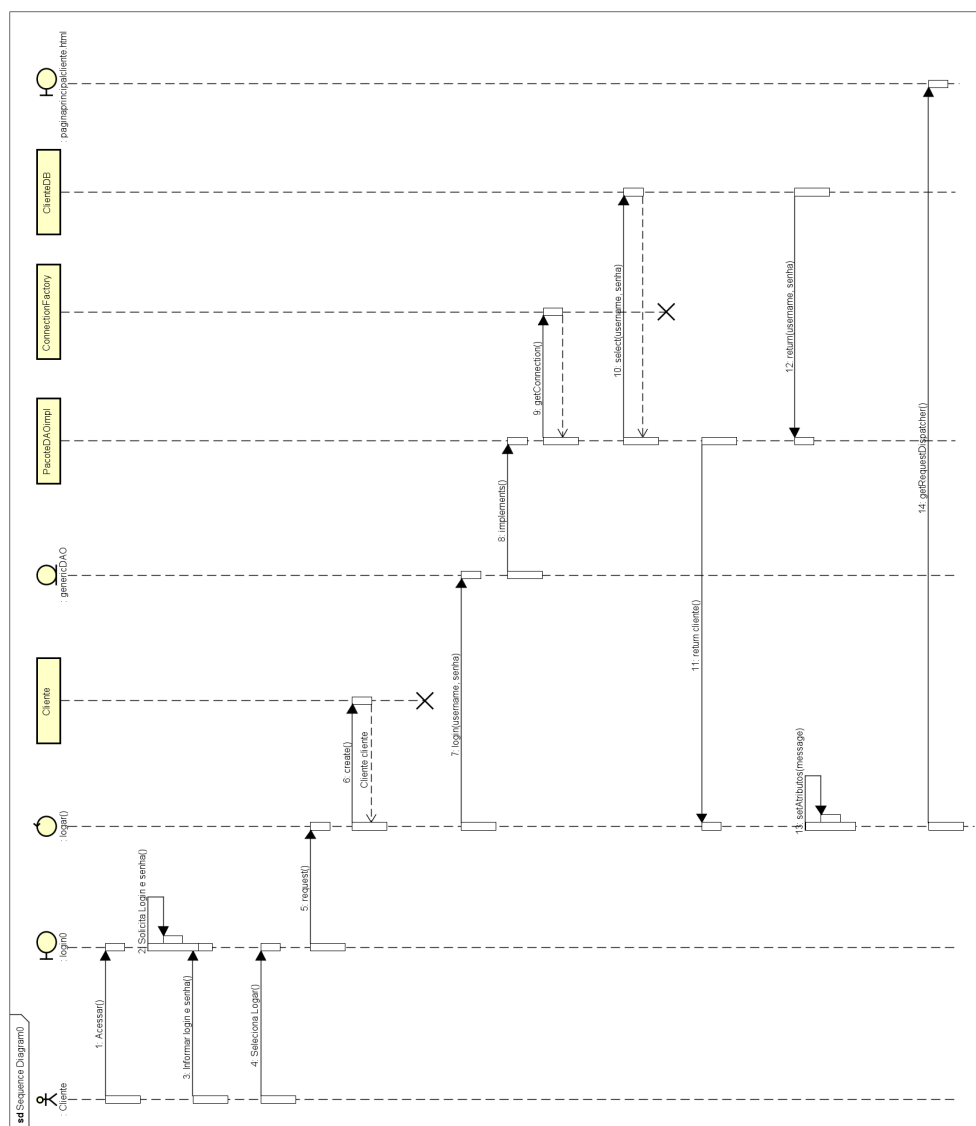 sd Sequence Diagram0
: Cliente
: login0
: logar()
Cliente
: genericDAO
PacoteDAOimpl
ConnectionFactory
ClienteDB
: paginaprincipalcliente.html
1: Acessar()
2: Solicita Login e senha()
3: Informar login e senha()
4: Seleciona Logar()
5: request()
6: create()
Cliente cliente
7: login(username, senha)
8: implements()
9: getConnection()
10: select(username, senha)
11: return cliente()
12: return(username, senha)
13: setAtributos(message)
14: getRequestDispatcher()